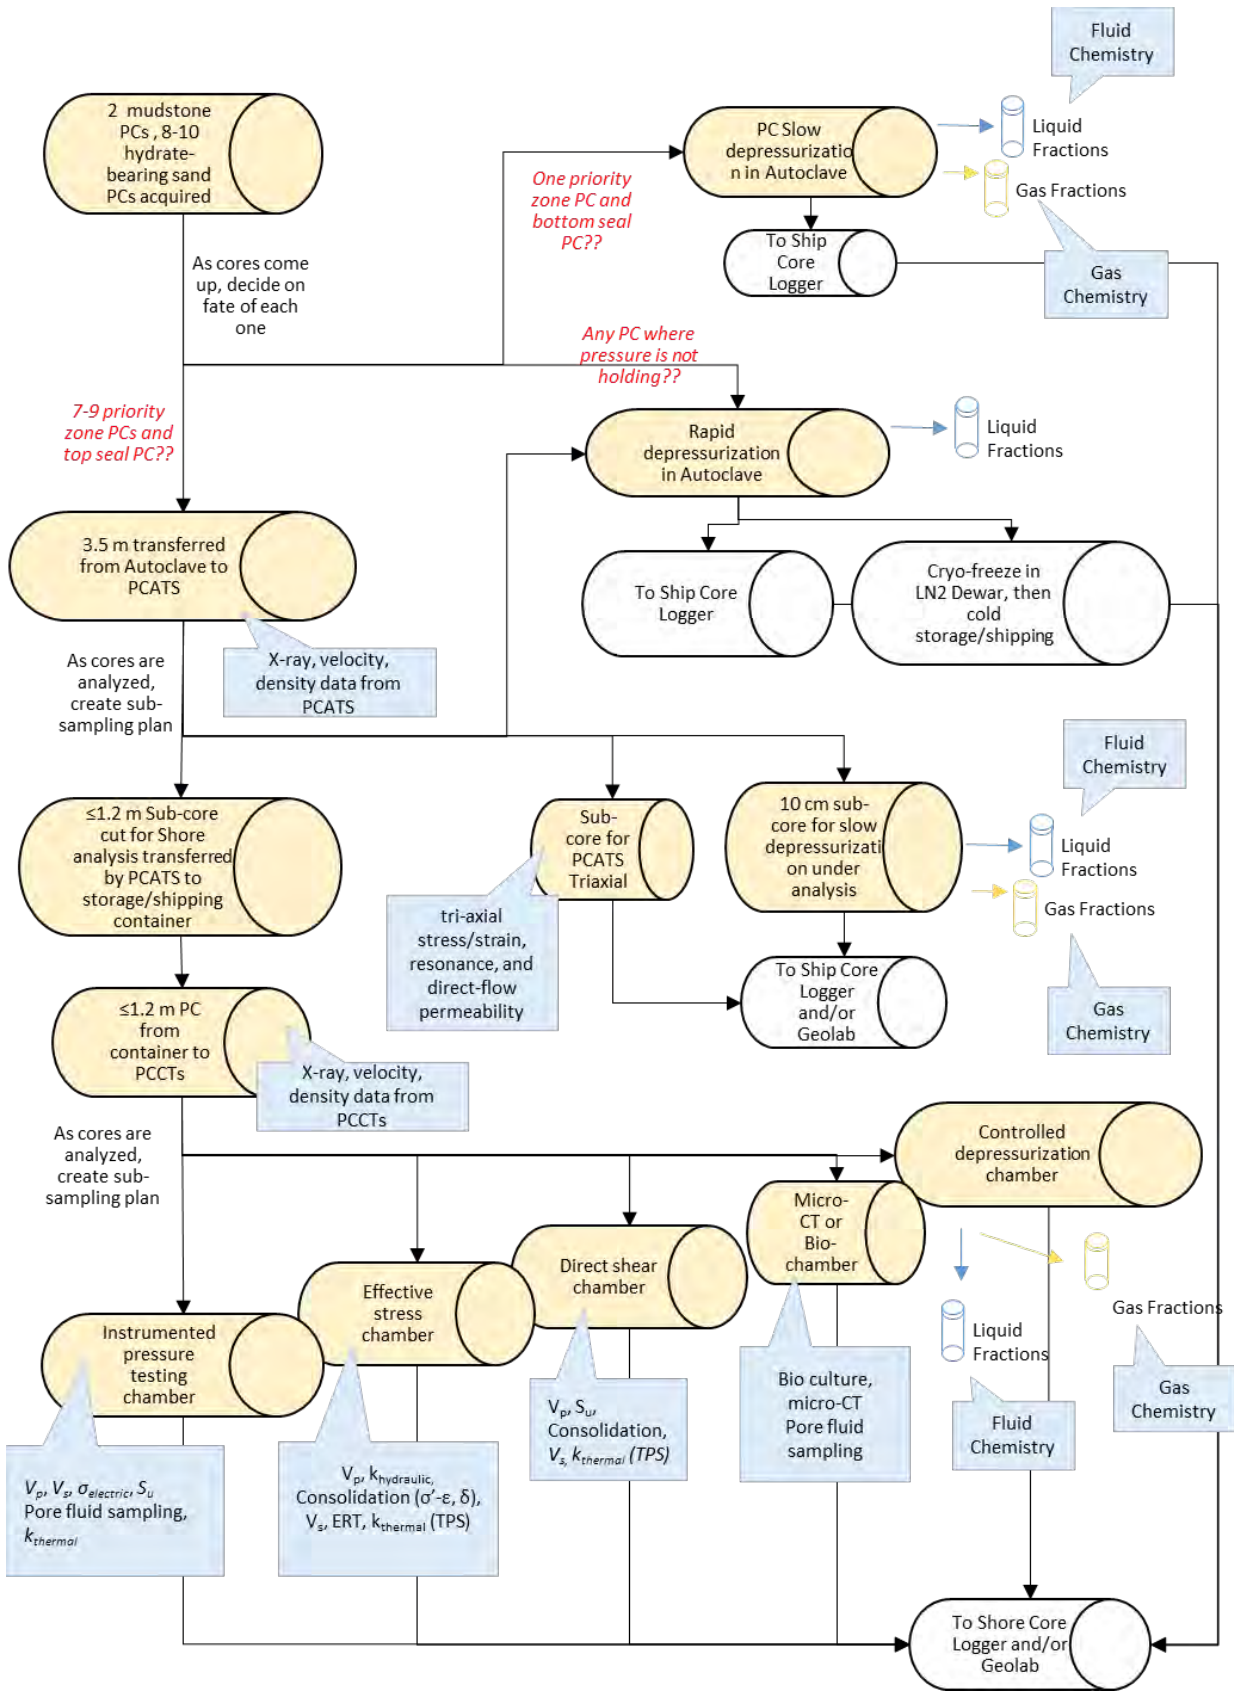 Fluid
Chemistry
2  mudstone
PCs , 8-10
hydrate-
bearing sand
PCs acquired
PC Slow
depressurizatio
n in Autoclave
Liquid
Fractions
Gas Fractions
One priority
zone PC and
bottom seal
PC??
To Ship
Core
Logger
Gas
Chemistry
As cores come
up, decide on
fate of each
one
Any PC where
pressure is not
holding??
7-9 priority
zone PCs and
top seal PC??
Rapid
depressurization
in Autoclave
Liquid
Fractions
3.5 m transferred
from Autoclave to
PCATS
To Ship Core
Logger
Cryo-freeze in
LN2 Dewar, then
cold
storage/shipping
X-ray, velocity,
density data from
PCATS
As cores are
analyzed,
create sub-
sampling plan
Fluid
Chemistry
≤1.2 m Sub-core
cut for Shore
analysis transferred
by PCATS to
storage/shipping
container
Sub-
core for
PCATS
Triaxial
10 cm sub-
core for slow
depressurizati
on under
analysis
Liquid
Fractions
Gas Fractions
tri-axial
stress/strain,
resonance, and
direct-flow
permeability
To Ship Core
Logger
and/or
Geolab
Gas
Chemistry
≤1.2 m PC
from
container to
PCCTs
X-ray, velocity,
density data from
PCCTs
As cores are
analyzed,
create sub-
sampling plan
Controlled
depressurization
chamber
Micro-
CT or
Bio-
chamber
Direct shear
chamber
Effective
stress
chamber
Instrumented
pressure
testing
chamber
Gas Fractions
Liquid
Fractions
Gas
Chemistry
Fluid
Chemistry
Bio culture,
micro-CT
Pore fluid
sampling
Vp, Su,
Consolidation,
Vs, kthermal (TPS)
Vp, khydraulic,
Consolidation (σ'-ε, δ),
Vs, ERT, kthermal (TPS)
Vp, Vs, σelectric, Su
Pore fluid sampling,
kthermal
To Shore Core
Logger and/or
Geolab